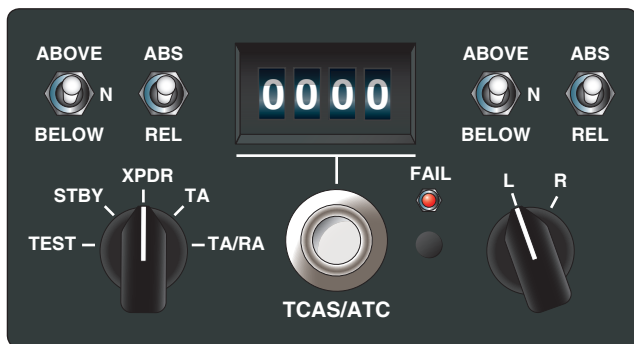 ABOVE ABS
N
BELOW REL
0000
ABOVE ABS
N
BELOW REL
XPDR
STBY TA
TEST TA/RA
FAIL
L R
TCAS/ATC